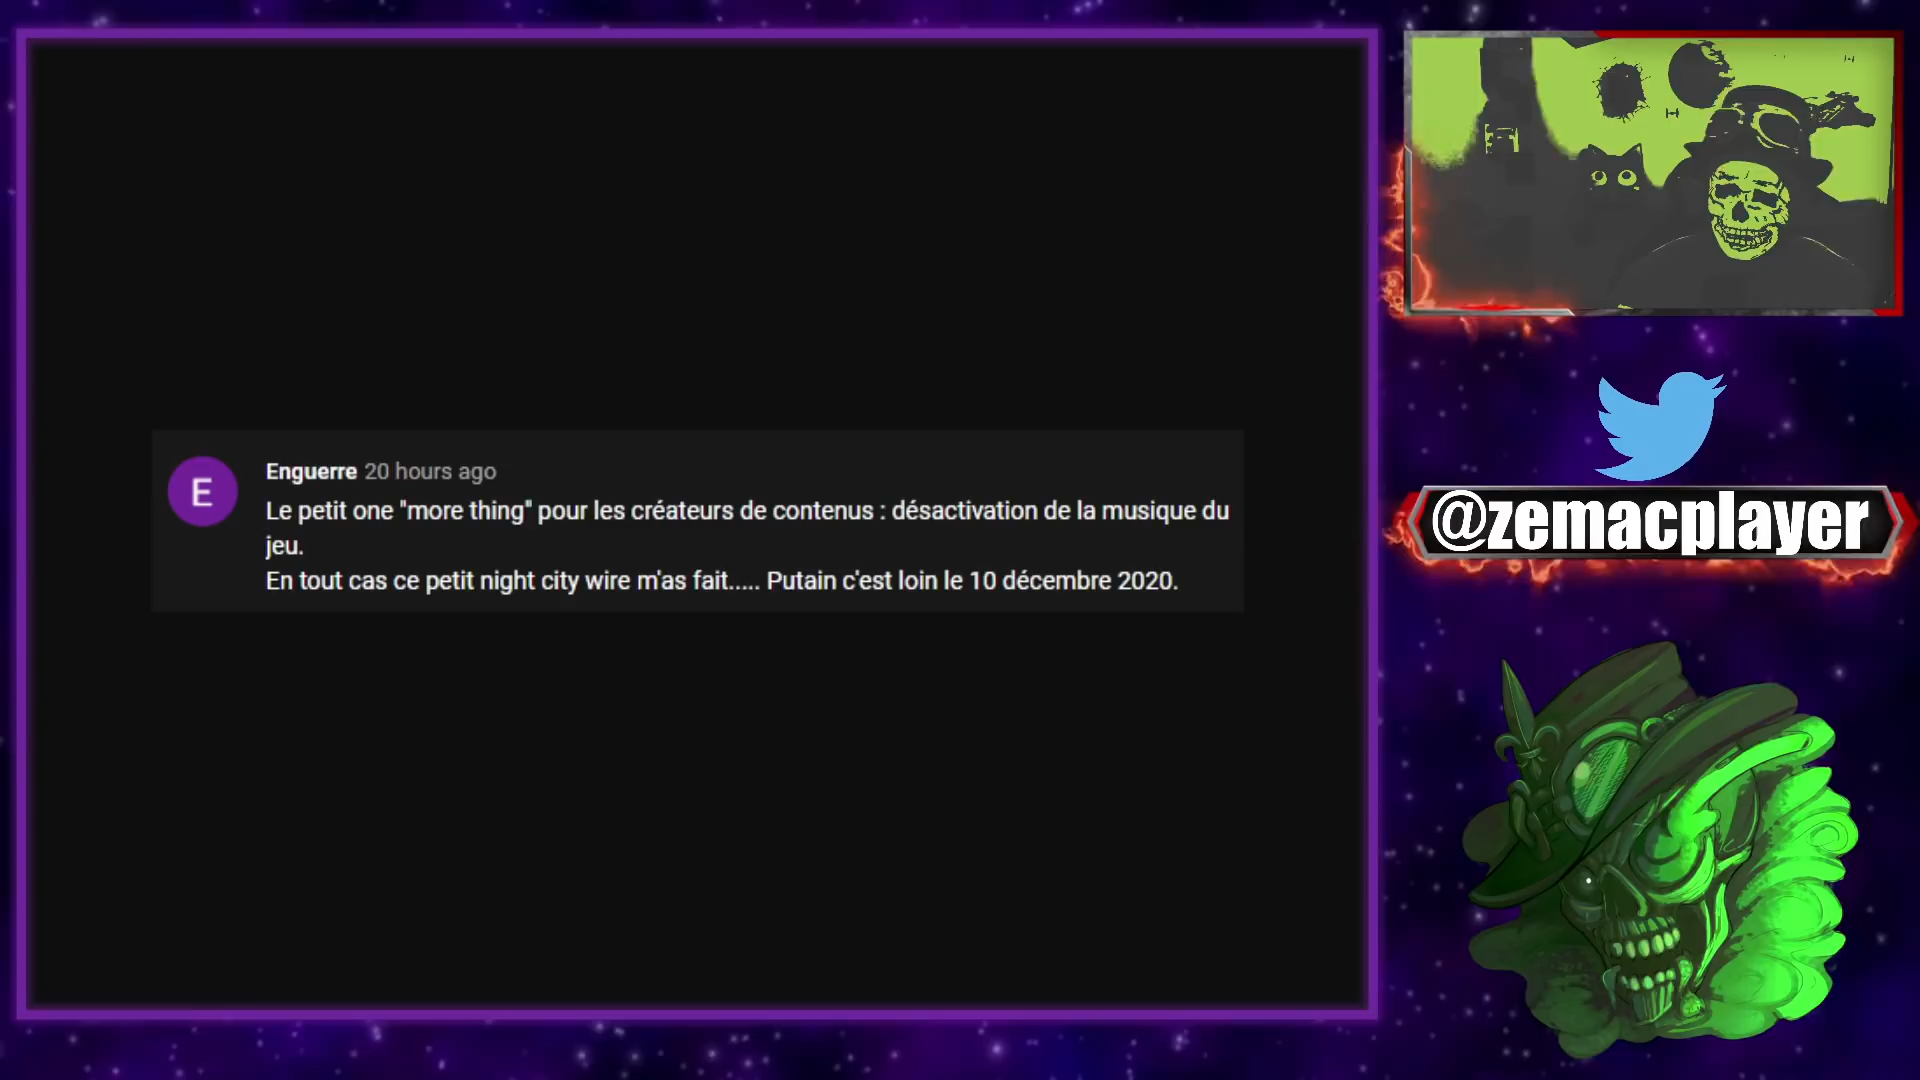 Enguerre 20 hours ago
E
Le petit one "more thing" pour les créateurs de contenus : désactivation de la musique du
jeu.
En tout cas ce petit night city wire m'as fait..... Putain c'est loin le 10 décembre 2020.
@zemacplayer